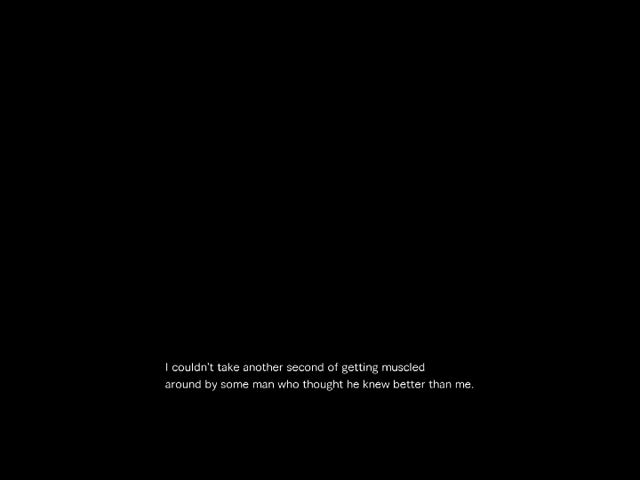 I couldn't take another second of getting muscled
around by some man who thought he knew better than me.